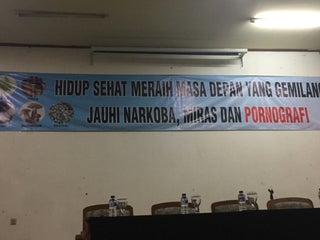 HIDUP SEHAT MERAIH MASA DEPAN YANG GEMILANG
JAUHI NARKOBA, MIRAS DAN PORNOGRAFI